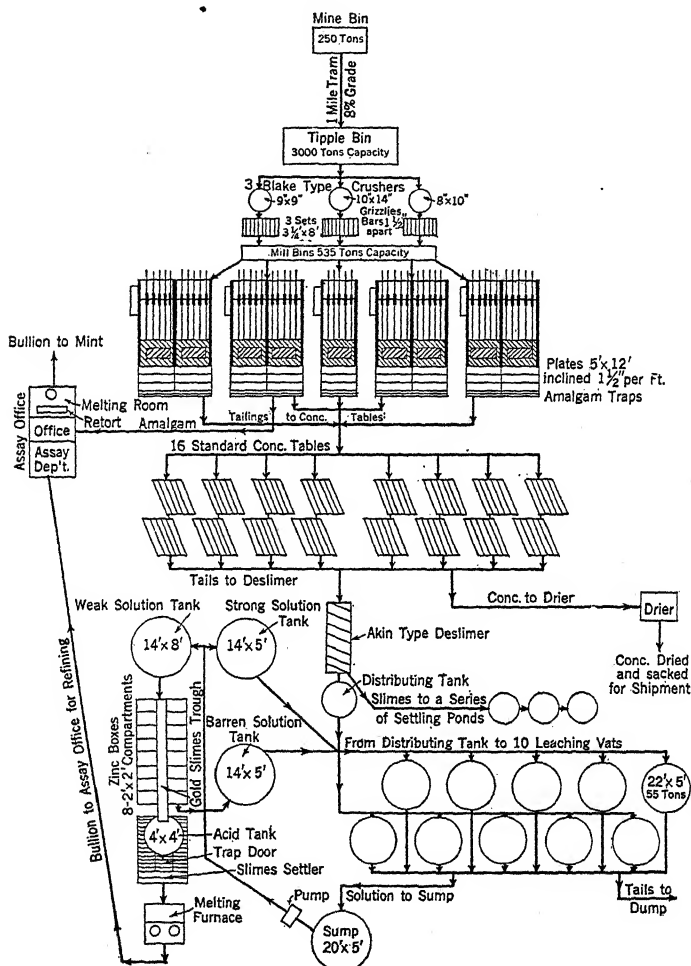 Mine Bin
250 Tons
1 Mile Tram
8% Grade
Tipple Bin
3000 Tons Capacity
3 Blake Type Crushers
9"x9"
10"x14"
8"x10"
3 Sets
3¼'x8'
Grizzlies
Bars 1½"
apart
Mill Bins 535 Tons Capacity
Plates 5'x12'
inclined 1½" per Ft.
Amalgam Traps
Bullion to Mint
Assay Office
Melting Room
Retort
Amalgam
Office
Assay
Dep't.
Tailings to Conc. Tables
16 Standard Conc. Tables
Tails to Deslimer
Conc. to Drier
Drier
Conc. Dried
and sacked
for Shipment
Weak Solution Tank
14'x8'
Strong Solution
Tank
14'x5'
Akin Type Deslimer
Distributing Tank
Slimes to a Series
of Settling Ponds
Bullion to Assay Office for Refining
Zinc Boxes
8-2'x2' Compartments
Gold Slimes Trough
Barren Solution
Tank
14'x5'
From Distributing Tank to 10 Leaching Vats
22'x5'
55 Tons
4'x4'
Acid Tank
Trap Door
Slimes Settler
Melting
Furnace
Pump
Solution to Sump
Sump
20'x5'
Tails to
Dump